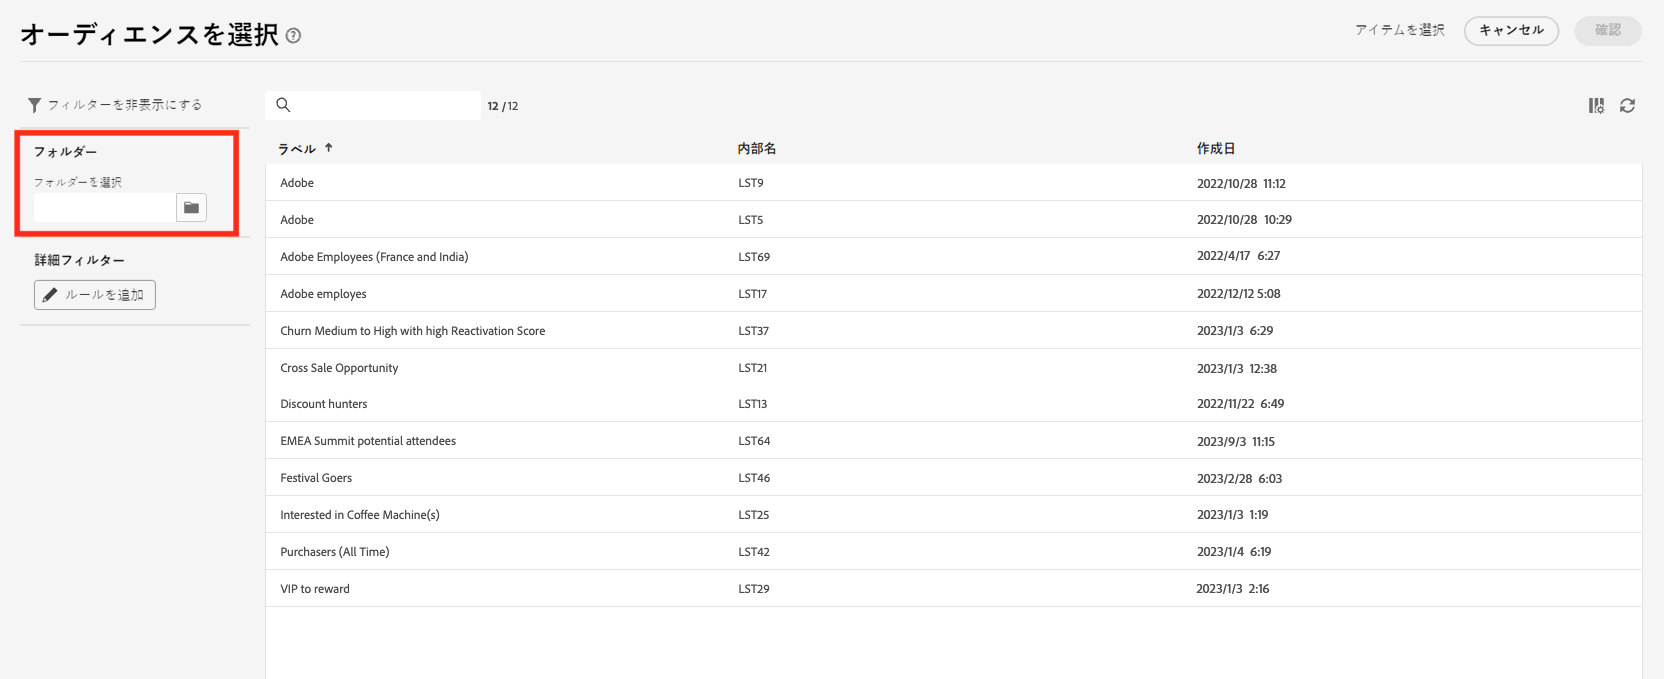 オーディエンスを選択
アイテムを選択 キャンセル 確認
フィルターを非表示にする
フォルダー
フォルダーを選択
詳細フィルター
ルールを追加
12 / 12
ラベル 内部名 作成日
Adobe LST9 2022/10/28 11:12
Adobe LST5 2022/10/28 10:29
Adobe Employees (France and India) LST69 2022/4/17 6:27
Adobe employes LST17 2022/12/12 5:08
Churn Medium to High with high Reactivation Score LST37 2023/1/3 6:29
Cross Sale Opportunity LST21 2023/1/3 12:38
Discount hunters LST13 2022/11/22 6:49
EMEA Summit potential attendees LST64 2023/9/3 11:15
Festival Goers LST46 2023/2/28 6:03
Interested in Coffee Machine(s) LST25 2023/1/3 1:19
Purchasers (All Time) LST42 2023/1/4 6:19
VIP to reward LST29 2023/1/3 2:16